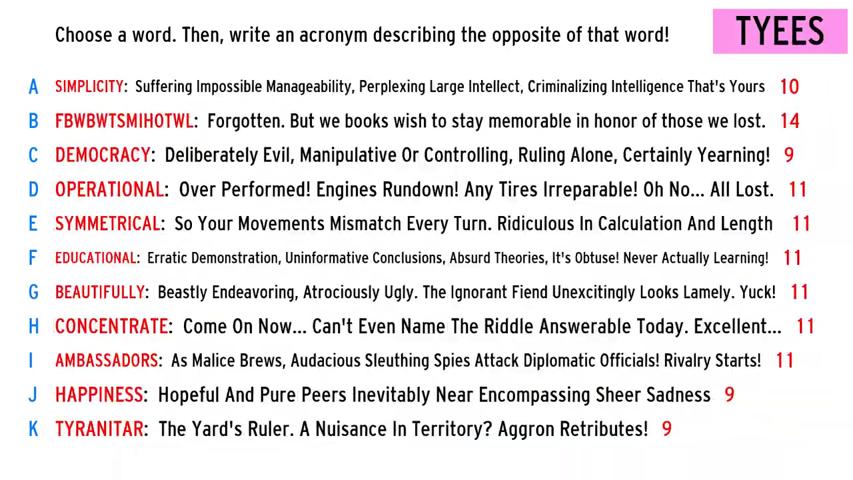 Choose a word. Then, write an acronym describing the opposite of that word!
TYEES
A SIMPLICITY: Suffering Impossible Manageability, Perplexing Large Intellect, Criminalizing Intelligence That's Yours 10
B FBWBWTSMIHOTWL: Forgotten. But we books wish to stay memorable in honor of those we lost. 14
C DEMOCRACY: Deliberately Evil, Manipulative Or Controlling, Ruling Alone, Certainly Yearning! 9
D OPERATIONAL: Over Performed! Engines Rundown! Any Tires Irreparable! Oh No... All Lost. 11
E SYMMETRICAL: So Your Movements Mismatch Every Turn. Ridiculous In Calculation And Length 11
F EDUCATIONAL: Erratic Demonstration, Uninformative Conclusions, Absurd Theories, It's Obtuse! Never Actually Learning! 11
G BEAUTIFULLY: Beastly Endeavoring, Atrociously Ugly. The Ignorant Fiend Unexcitingly Looks Lamely. Yuck! 11
H CONCENTRATE: Come On Now... Can't Even Name The Riddle Answerable Today. Excellent... 11
I AMBASSADORS: As Malice Brews, Audacious Sleuthing Spies Attack Diplomatic Officials! Rivalry Starts! 11
J HAPPINESS: Hopeful And Pure Peers Inevitably Near Encompassing Sheer Sadness 9
K TYRANITAR: The Yard's Ruler. A Nuisance In Territory? Aggron Retributes! 9